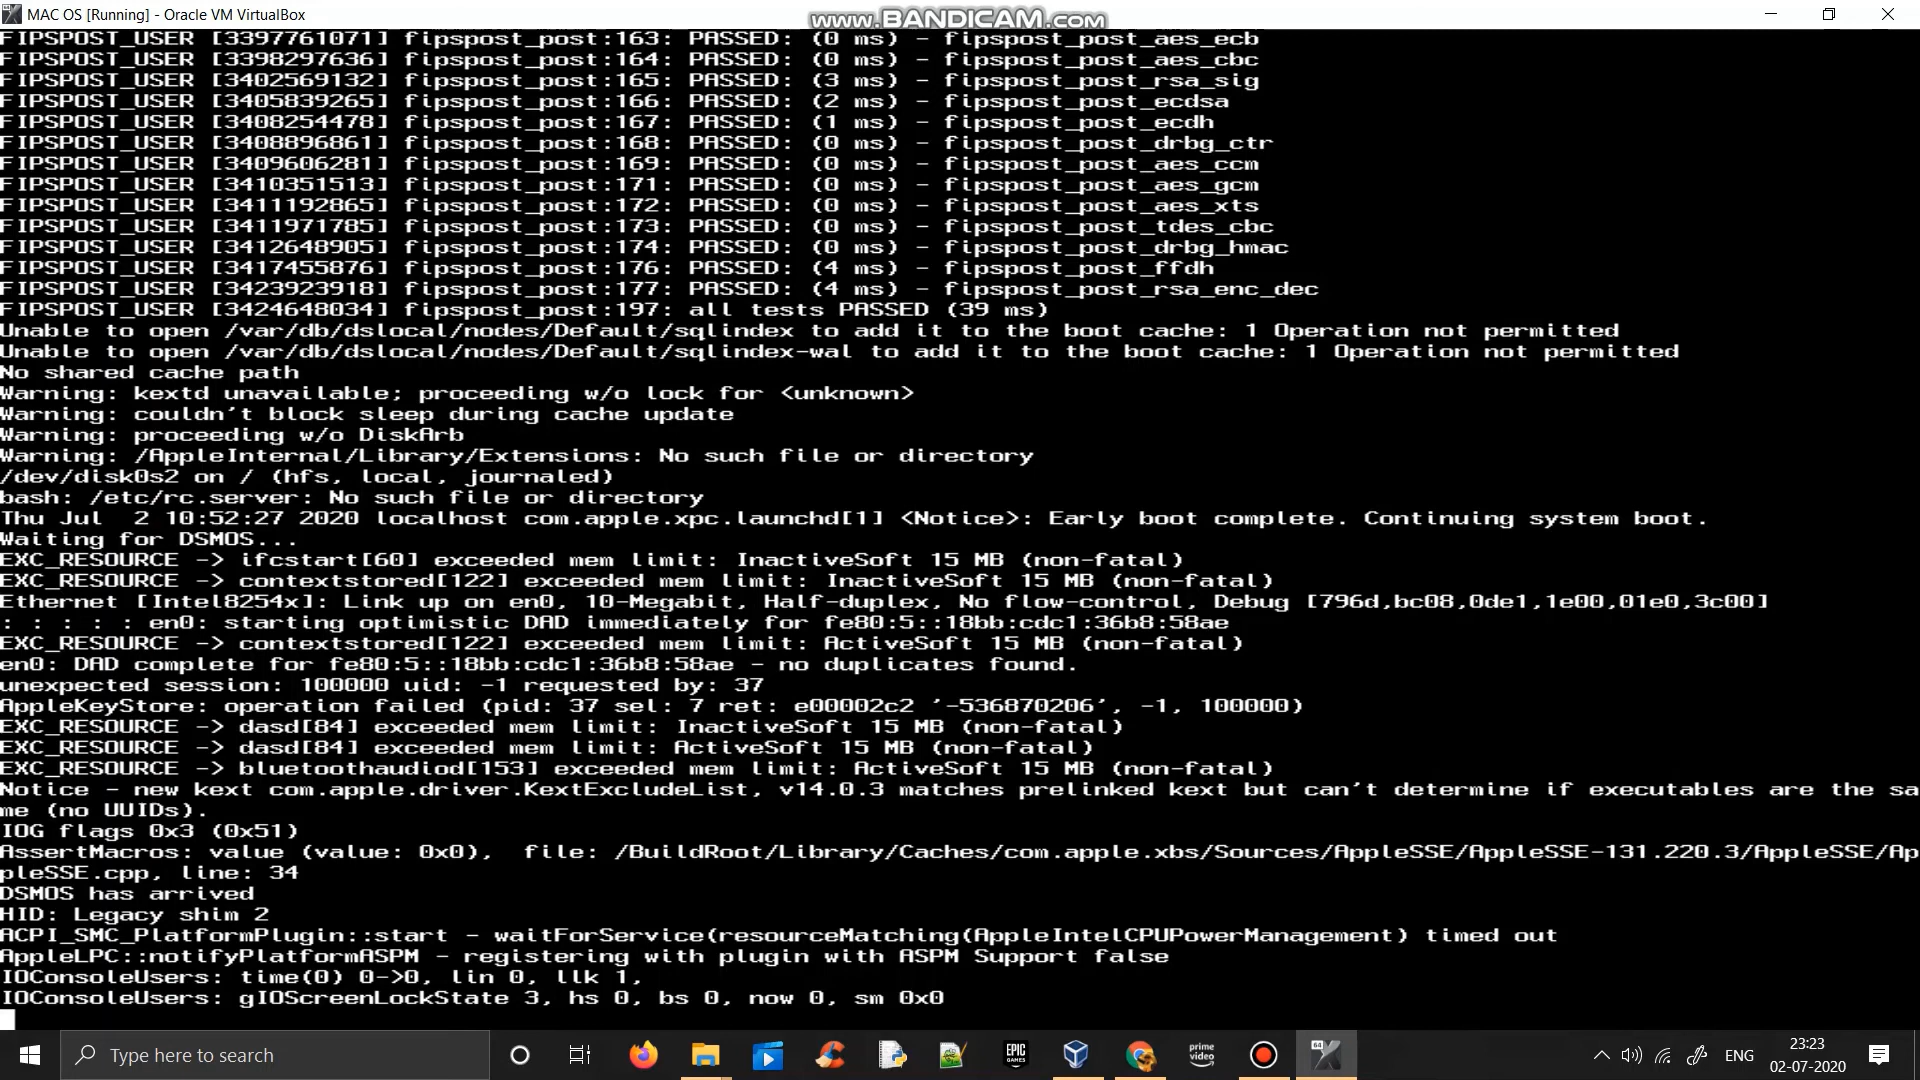 MAC OS [Running] - Oracle VM VirtualBox
www.BANDICAM.com
FIPSPOST_USER [3397761071] fipspost_post:163: PASSED: (0 ms) - fipspost_post_aes_ecb
FIPSPOST_USER [3398297636] fipspost_post:164: PASSED: (0 ms) - fipspost_post_aes_cbc
FIPSPOST_USER [3402569132] fipspost_post:165: PASSED: (3 ms) - fipspost_post_rsa_sig
FIPSPOST_USER [3405839265] fipspost_post:166: PASSED: (2 ms) - fipspost_post_ecdsa
FIPSPOST_USER [3408254478] fipspost_post:167: PASSED: (1 ms) - fipspost_post_ecdh
FIPSPOST_USER [3408896861] fipspost_post:168: PASSED: (0 ms) - fipspost_post_drbg_ctr
FIPSPOST_USER [3409606281] fipspost_post:169: PASSED: (0 ms) - fipspost_post_aes_ccm
FIPSPOST_USER [3410351513] fipspost_post:171: PASSED: (0 ms) - fipspost_post_aes_gcm
FIPSPOST_USER [3411192865] fipspost_post:172: PASSED: (0 ms) - fipspost_post_aes_xts
FIPSPOST_USER [3411971785] fipspost_post:173: PASSED: (0 ms) - fipspost_post_tdes_cbc
FIPSPOST_USER [3412648905] fipspost_post:174: PASSED: (0 ms) - fipspost_post_drbg_hmac
FIPSPOST_USER [3417455876] fipspost_post:176: PASSED: (4 ms) - fipspost_post_ffdh
FIPSPOST_USER [3423923918] fipspost_post:177: PASSED: (4 ms) - fipspost_post_rsa_enc_dec
FIPSPOST_USER [3424648034] fipspost_post:197: all tests PASSED (39 ms)
Unable to open /var/db/dslocal/nodes/Default/sqlindex to add it to the boot cache: 1 Operation not permitted
Unable to open /var/db/dslocal/nodes/Default/sqlindex-wal to add it to the boot cache: 1 Operation not permitted
No shared cache path
Warning: kextd unavailable; proceeding w/o lock for <unknown>
Warning: couldn't block sleep during cache update
Warning: proceeding w/o DiskArb
Warning: /AppleInternal/Library/Extensions: No such file or directory
/dev/disk0s2 on / (hfs, local, journaled)
bash: /etc/rc.server: No such file or directory
Thu Jul  2 10:52:27 2020 localhost com.apple.xpc.launchd[1] <Notice>: Early boot complete. Continuing system boot.
Waiting for DSMOS...
EXC_RESOURCE -> ifcstart[60] exceeded mem limit: InactiveSoft 15 MB (non-fatal)
EXC_RESOURCE -> contextstored[122] exceeded mem limit: InactiveSoft 15 MB (non-fatal)
Ethernet [Intel8254x]: Link up on en0, 10-Megabit, Half-duplex, No flow-control, Debug [796d,bc08,0de1,1e00,01e0,3c00]
: : : : : en0: starting optimistic DAD immediately for fe80:5::18bb:cdc1:36b8:58ae
EXC_RESOURCE -> contextstored[122] exceeded mem limit: ActiveSoft 15 MB (non-fatal)
en0: DAD complete for fe80:5::18bb:cdc1:36b8:58ae - no duplicates found.
unexpected session: 100000 uid: -1 requested by: 37
AppleKeyStore: operation failed (pid: 37 sel: 7 ret: e00002c2 '-536870206', -1, 100000)
EXC_RESOURCE -> dasd[84] exceeded mem limit: InactiveSoft 15 MB (non-fatal)
EXC_RESOURCE -> dasd[84] exceeded mem limit: ActiveSoft 15 MB (non-fatal)
EXC_RESOURCE -> bluetoothaudiod[153] exceeded mem limit: ActiveSoft 15 MB (non-fatal)
Notice - new kext com.apple.driver.KextExcludeList, v14.0.3 matches prelinked kext but can't determine if executables are the sa
me (no UUIDs).
IOG flags 0x3 (0x51)
AssertMacros: value (value: 0x0),  file: /BuildRoot/Library/Caches/com.apple.xbs/Sources/AppleSSE/AppleSSE-131.220.3/AppleSSE/Ap
pleSSE.cpp, line: 34
DSMOS has arrived
HID: Legacy shim 2
ACPI_SMC_PlatformPlugin::start - waitForService(resourceMatching(AppleIntelCPUPowerManagement) timed out
AppleLPC::notifyPlatformASPM - registering with plugin with ASPM Support false
IOConsoleUsers: time(0) 0->0, lin 0, llk 1,
IOConsoleUsers: gIOScreenLockState 3, hs 0, bs 0, now 0, sm 0x0
Type here to search
EPIC GAMES
prime video
64
ENG
23:23
02-07-2020